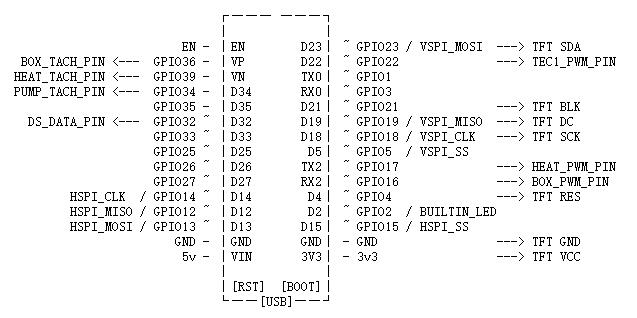 EN - | EN D23 | ~ GPIO23 / VSPI_MOSI ---> TFT SDA
BOX_TACH_PIN <--- GPIO36 - | VP D22 | ~ GPIO22 ---> TEC1_PWM_PIN
HEAT_TACH_PIN <--- GPIO39 - | VN TX0 | ~ GPIO1
PUMP_TACH_PIN <--- GPIO34 - | D34 RX0 | ~ GPIO3
GPIO35 - | D35 D21 | ~ GPIO21 ---> TFT BLK
DS_DATA_PIN <--- GPIO32 ~ | D32 D19 | ~ GPIO19 / VSPI_MISO ---> TFT DC
GPIO33 ~ | D33 D18 | ~ GPIO18 / VSPI_CLK ---> TFT SCK
GPIO25 ~ | D25 D5 | ~ GPIO5 / VSPI_SS
GPIO26 ~ | D26 TX2 | ~ GPIO17 ---> HEAT_PWM_PIN
GPIO27 ~ | D27 RX2 | ~ GPIO16 ---> BOX_PWM_PIN
HSPI_CLK / GPIO14 ~ | D14 D4 | ~ GPIO4 ---> TFT RES
HSPI_MISO / GPIO12 ~ | D12 D2 | ~ GPIO2 / BUILTIN_LED
HSPI_MOSI / GPIO13 ~ | D13 D15 | ~ GPIO15 / HSPI_SS
GND - | GND GND | - GND ---> TFT GND
5v - | VIN 3V3 | - 3v3 ---> TFT VCC
[RST] [BOOT]
[USB]